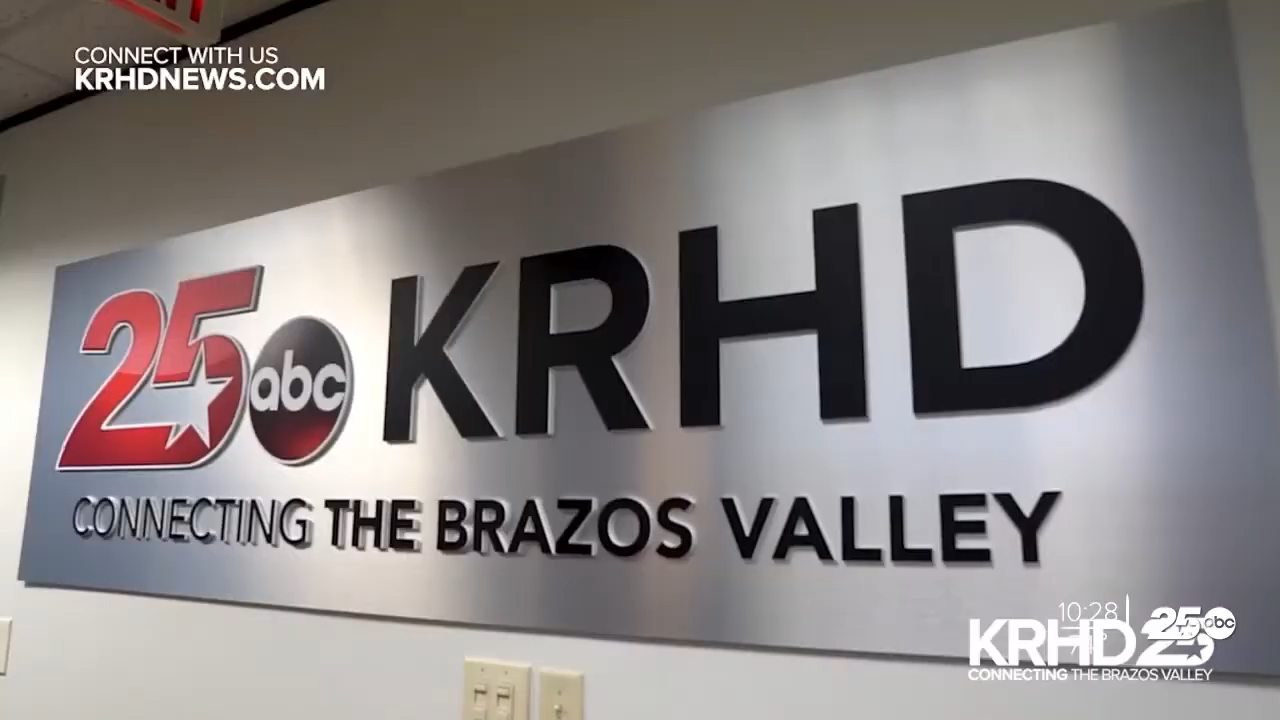 CONNECT WITH US
KRHDNEWS.COM
25 abc KRHD
CONNECTING THE BRAZOS VALLEY
10:28
KRHD 25 abc
CONNECTING THE BRAZOS VALLEY